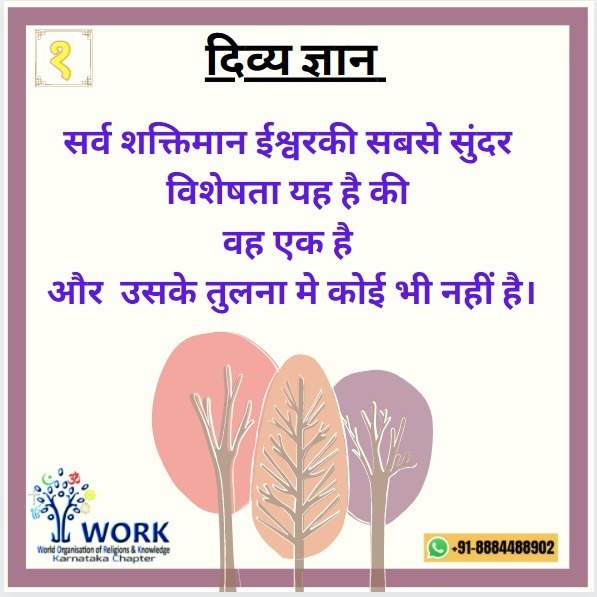 १
दिव्य ज्ञान
सर्व शक्तिमान ईश्वरकी सबसे सुंदर
विशेषता यह है की
वह एक है
और उसके तुलना मे कोई भी नहीं है।
WORK
World Organisation of Religions & Knowledge
Karnataka Chapter
+91-8884488902